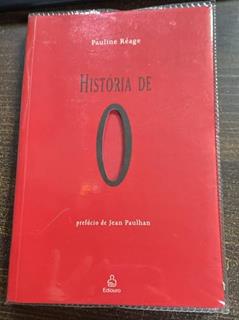 Pauline Réage
HISTÓRIA DE
O
prefácio de Jean Paulhan
Ediouro